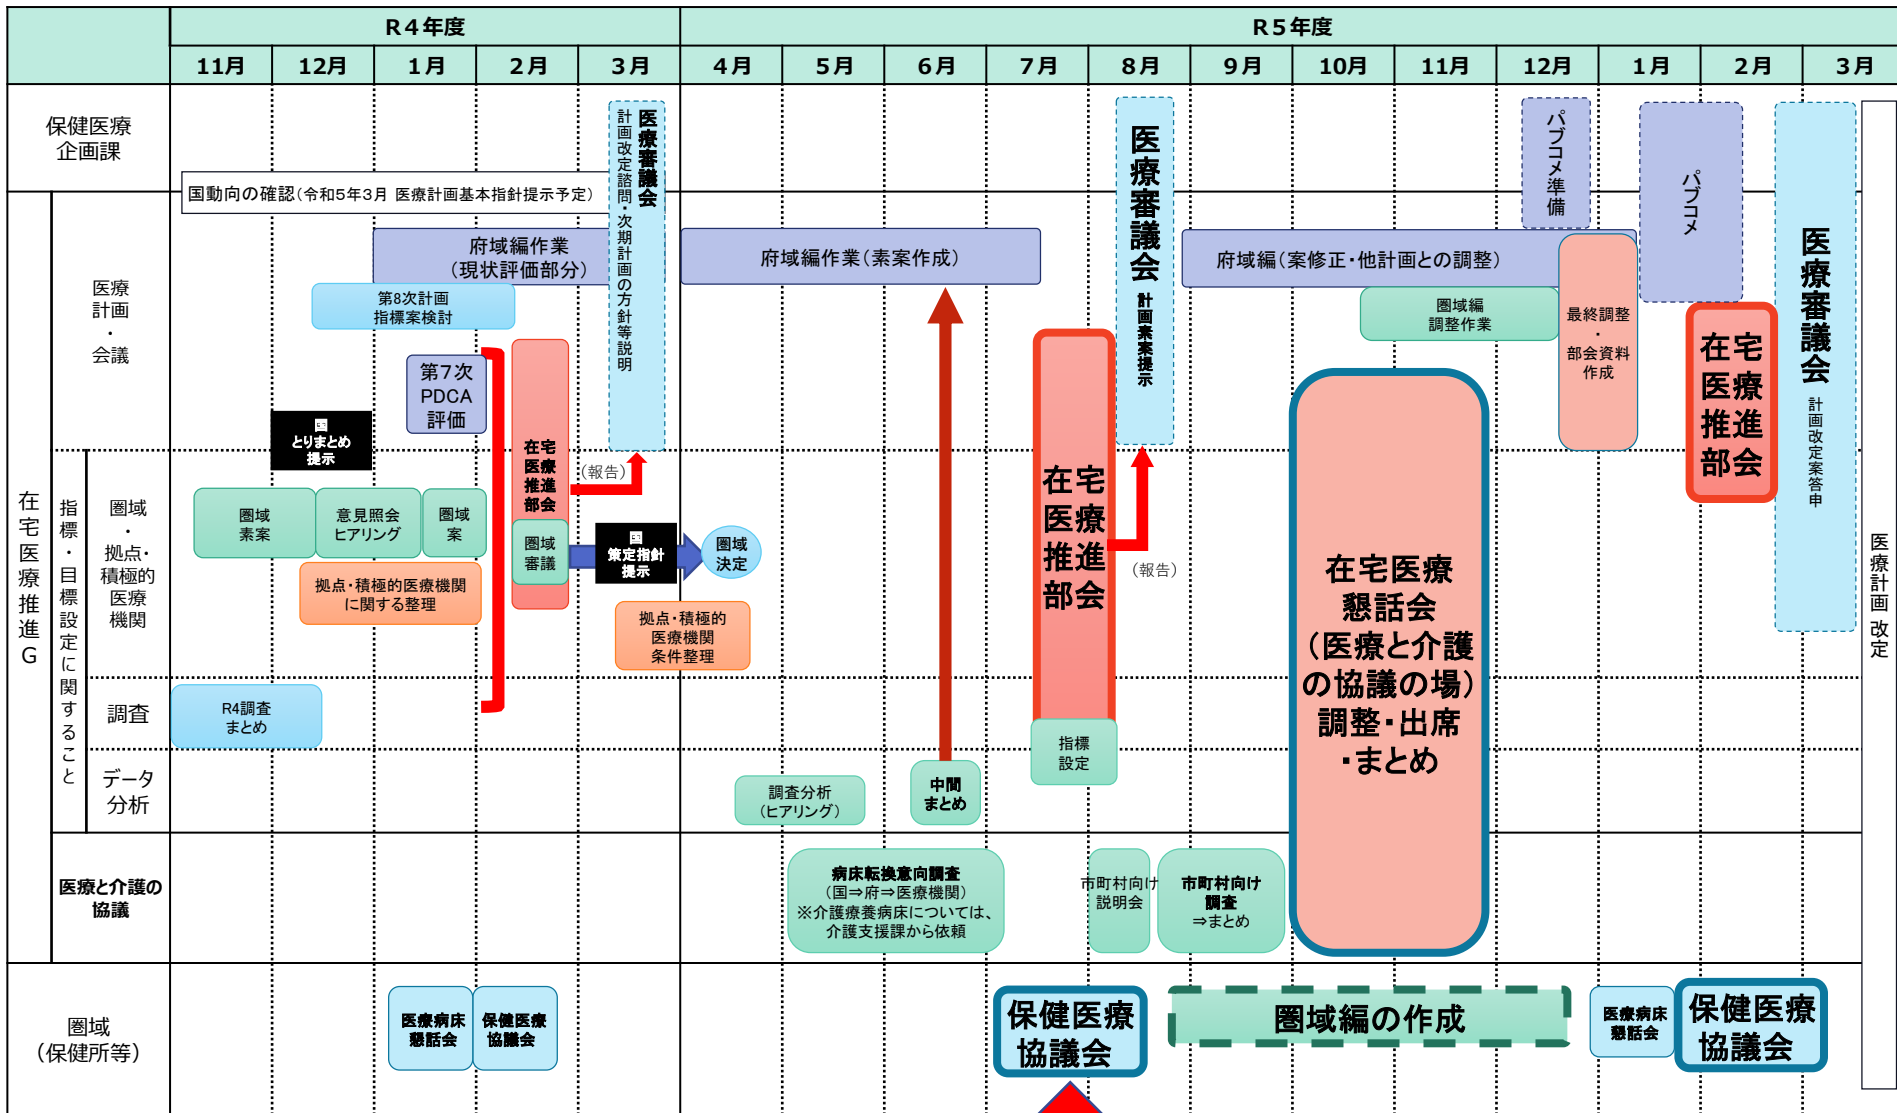 R４年度
R５年度
11月
12月
１月
２月
３月
４月
５月
６月
７月
８月
９月
10月
11月
12月
１月
２月
３月
保健医療
企画課
国動向の確認（令和5年3月 医療計画基本指針提示予定）
医療審議会
計画改定諮問・次期計画の方針等説明
医療審議会
計画素案提示
パブコメ準備
パブコメ
医療審議会
計画改定案答申
医療計画 改定
在宅医療推進Ｇ
医療
計画
・
会議
府域編作業
（現状評価部分）
府域編作業（素案作成）
府域編（案修正・他計画との調整）
第8次計画
指標案検討
圏域編
調整作業
最終調整
・
部会資料
作成
第７次
PDCA
評価
国
とりまとめ
提示
在宅
医療
推進
部会
在宅
医療
推進
部会
在宅
医療
推進
部会
指標・目標設定に関すること
圏域
・
拠点・
積極的
医療
機関
圏域
素案
意見照会
ヒアリング
圏域
案
圏域
審議
（報告）
国
策定指針
提示
圏域
決定
（報告）
拠点・積極的医療機関
に関する整理
拠点・積極的
医療機関
条件整理
在宅医療
懇話会
（医療と介護
の協議の場）
調整・出席
・まとめ
調査
R4調査
まとめ
指標
設定
データ
分析
調査分析
（ヒアリング）
中間
まとめ
医療と介護の
協議
病床転換意向調査
（国⇒府⇒医療機関）
※介護療養病床については、
介護支援課から依頼
市町村向け
説明会
市町村向け
調査
⇒まとめ
圏域
（保健所等）
医療病床
懇話会
保健医療
協議会
保健医療
協議会
圏域編の作成
医療病床
懇話会
保健医療
協議会